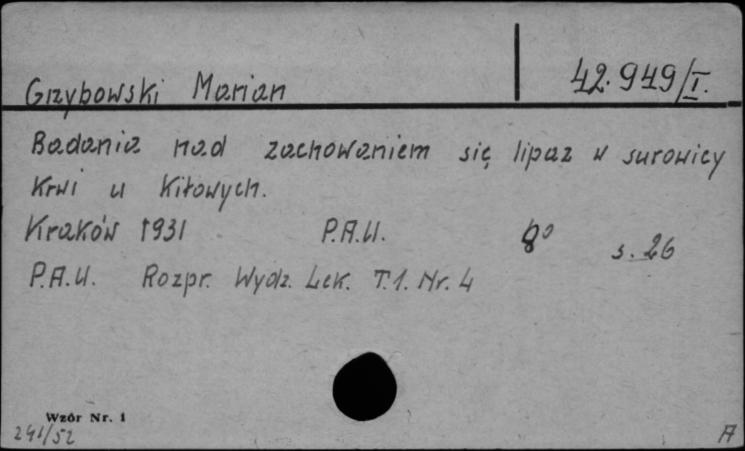 Grzybowski Marian 42.949/I.
Badania nad zachowaniem się lipaz w surowicy
krwi u kiłowych.
Kraków 1931 P.A.U. 8° s. 26
P.A.U. Rozpr. Wydz. Lek. T.1. Nr. 4
Wzór Nr. 1
241/52 A